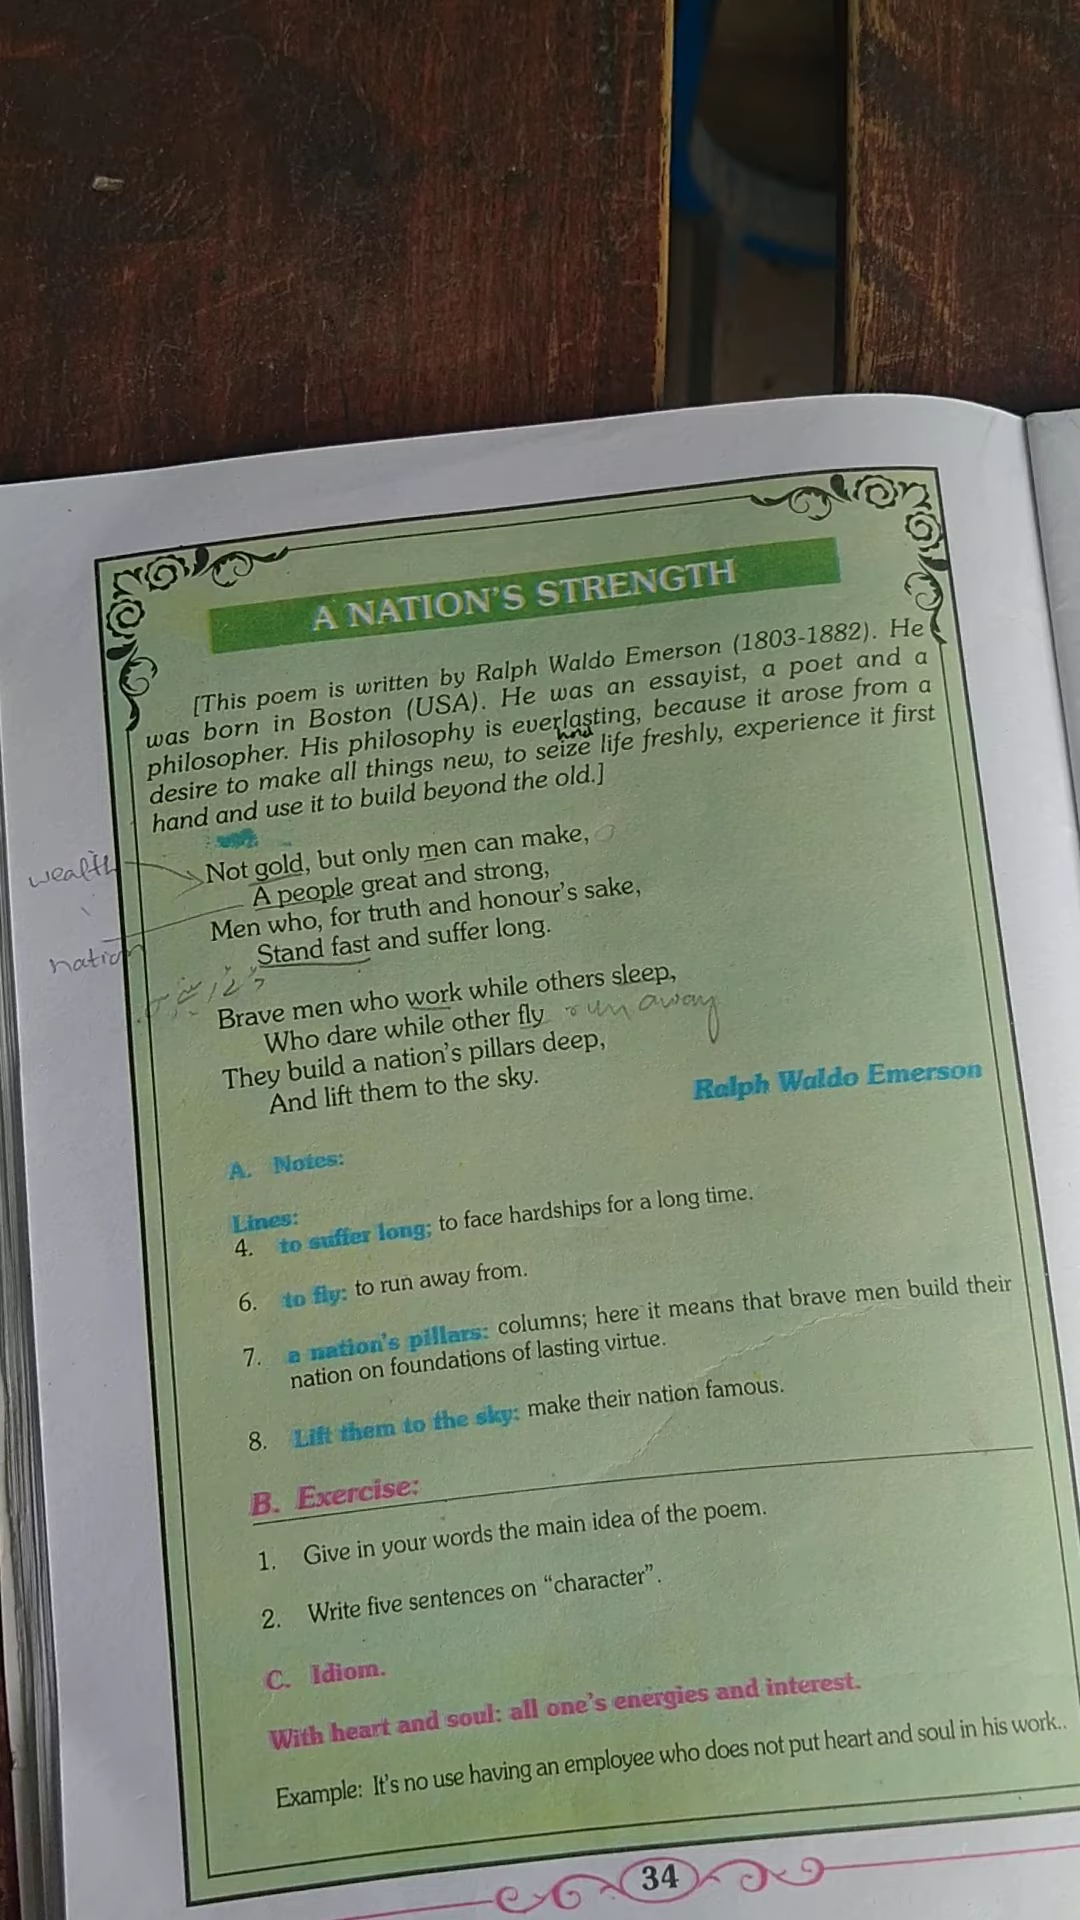 A NATION'S STRENGTH
[This poem is written by Ralph Waldo Emerson (1803-1882). He
was born in Boston (USA). He was an essayist, a poet and a
philosopher. His philosophy is everlasting, because it arose from a
desire to make all things new, to seize life freshly, experience it first
hand and use it to build beyond the old.]
wealth
Not gold, but only men can make,
A people great and strong,
Men who, for truth and honour's sake,
nation
Stand fast and suffer long.
Brave men who work while others sleep,
Who dare while other fly run away
They build a nation's pillars deep,
And lift them to the sky.
Ralph Waldo Emerson
A. Notes:
Lines:
4. to suffer long; to face hardships for a long time.
6. to fly: to run away from.
7. a nation's pillars: columns; here it means that brave men build their
nation on foundations of lasting virtue.
8. Lift them to the sky: make their nation famous.
B. Exercise:
1. Give in your words the main idea of the poem.
2. Write five sentences on "character".
C. Idiom.
With heart and soul: all one's energies and interest.
Example: It's no use having an employee who does not put heart and soul in his work..
34